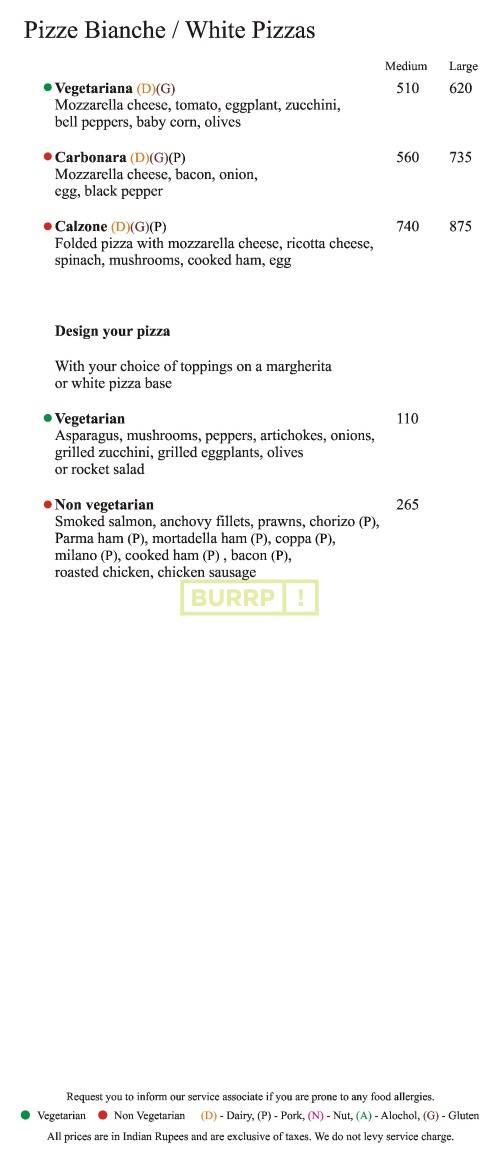 Pizze Bianche / White Pizzas
Medium Large
Vegetariana (D)(G) 510 620
Mozzarella cheese, tomato, eggplant, zucchini,
bell peppers, baby corn, olives
Carbonara (D)(G)(P) 560 735
Mozzarella cheese, bacon, onion,
egg, black pepper
Calzone (D)(G)(P) 740 875
Folded pizza with mozzarella cheese, ricotta cheese,
spinach, mushrooms, cooked ham, egg
Design your pizza
With your choice of toppings on a margherita
or white pizza base
Vegetarian 110
Asparagus, mushrooms, peppers, artichokes, onions,
grilled zucchini, grilled eggplants, olives
or rocket salad
Non vegetarian 265
Smoked salmon, anchovy fillets, prawns, chorizo (P),
Parma ham (P), mortadella ham (P), coppa (P),
milano (P), cooked ham (P) , bacon (P),
roasted chicken, chicken sausage
BURRP !
Request you to inform our service associate if you are prone to any food allergies.
Vegetarian Non Vegetarian (D) - Dairy, (P) - Pork, (N) - Nut, (A) - Alochol, (G) - Gluten
All prices are in Indian Rupees and are exclusive of taxes. We do not levy service charge.